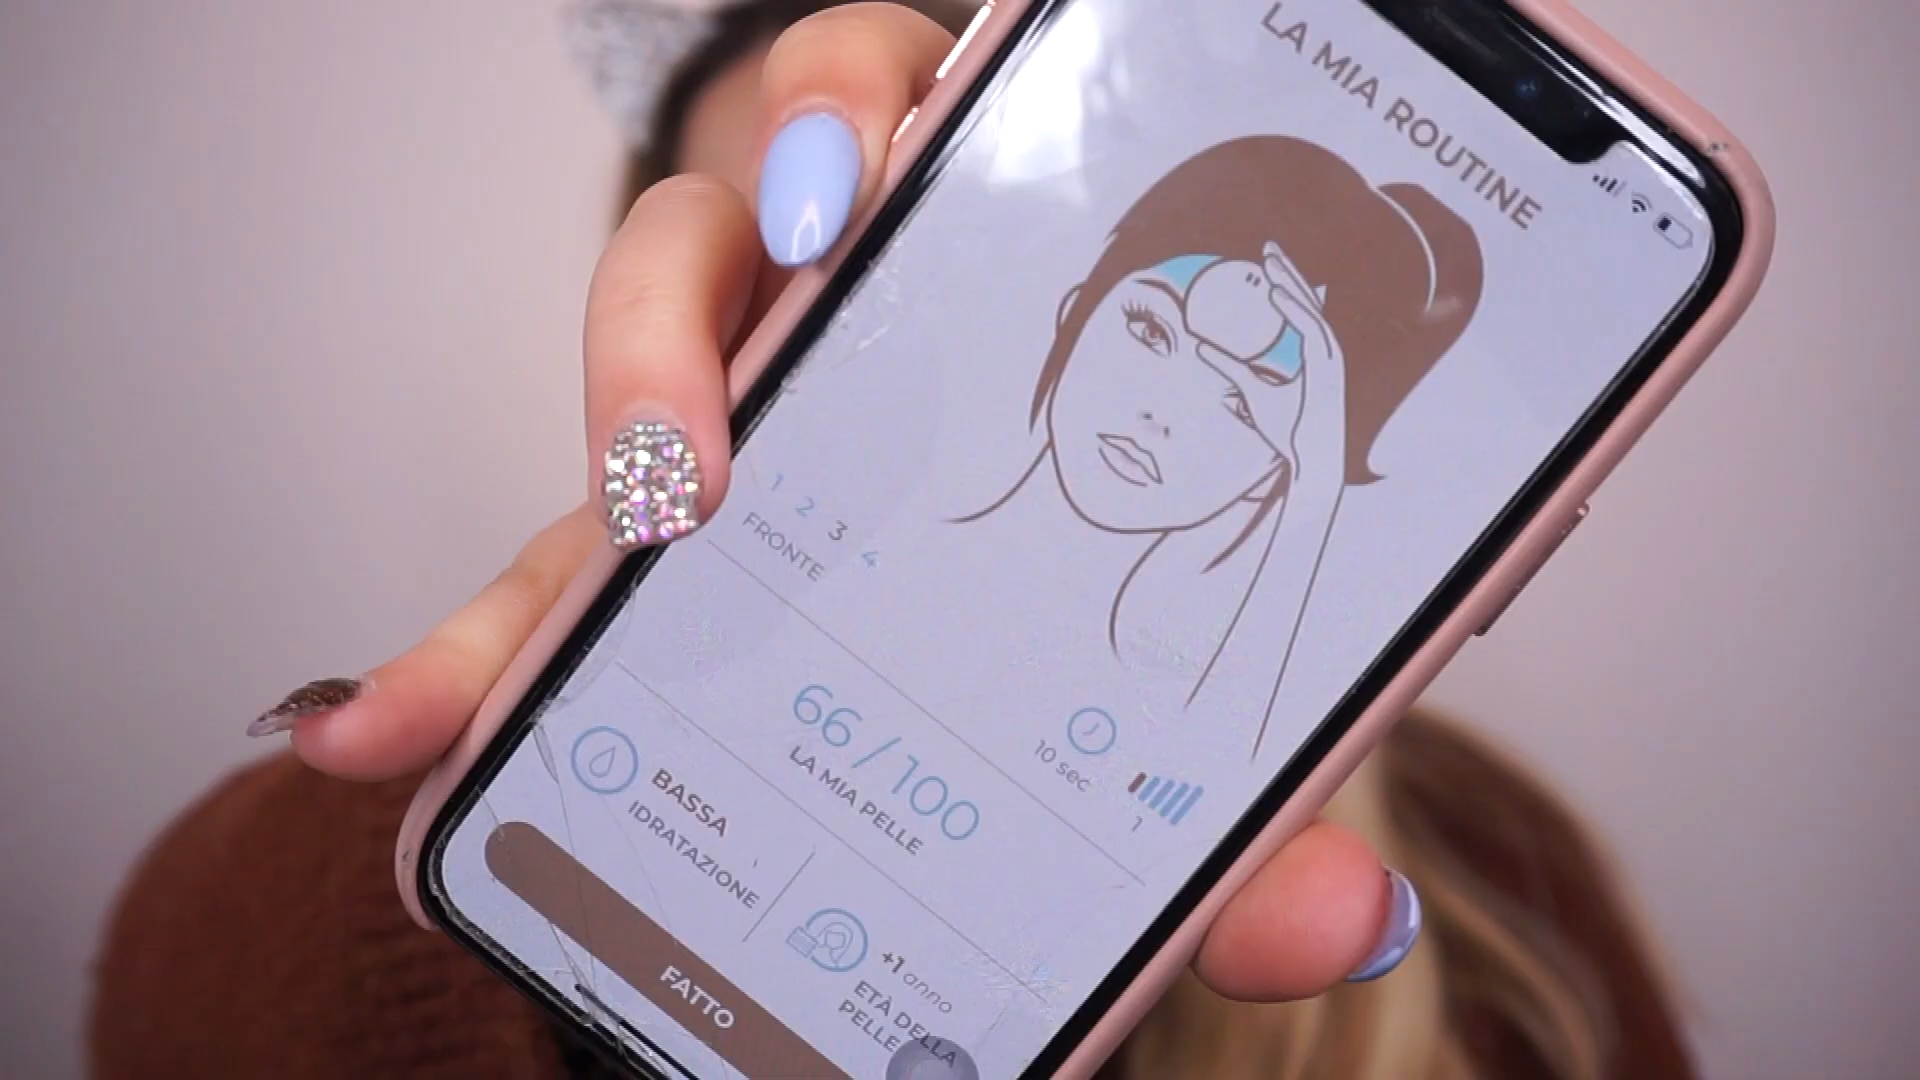 LA MIA ROUTINE
1 2 3 4
FRONTE
10 sec
1
66 / 100
LA MIA PELLE
BASSA
IDRATAZIONE
+1 anno
ETÀ DELLA
PELLE
FATTO